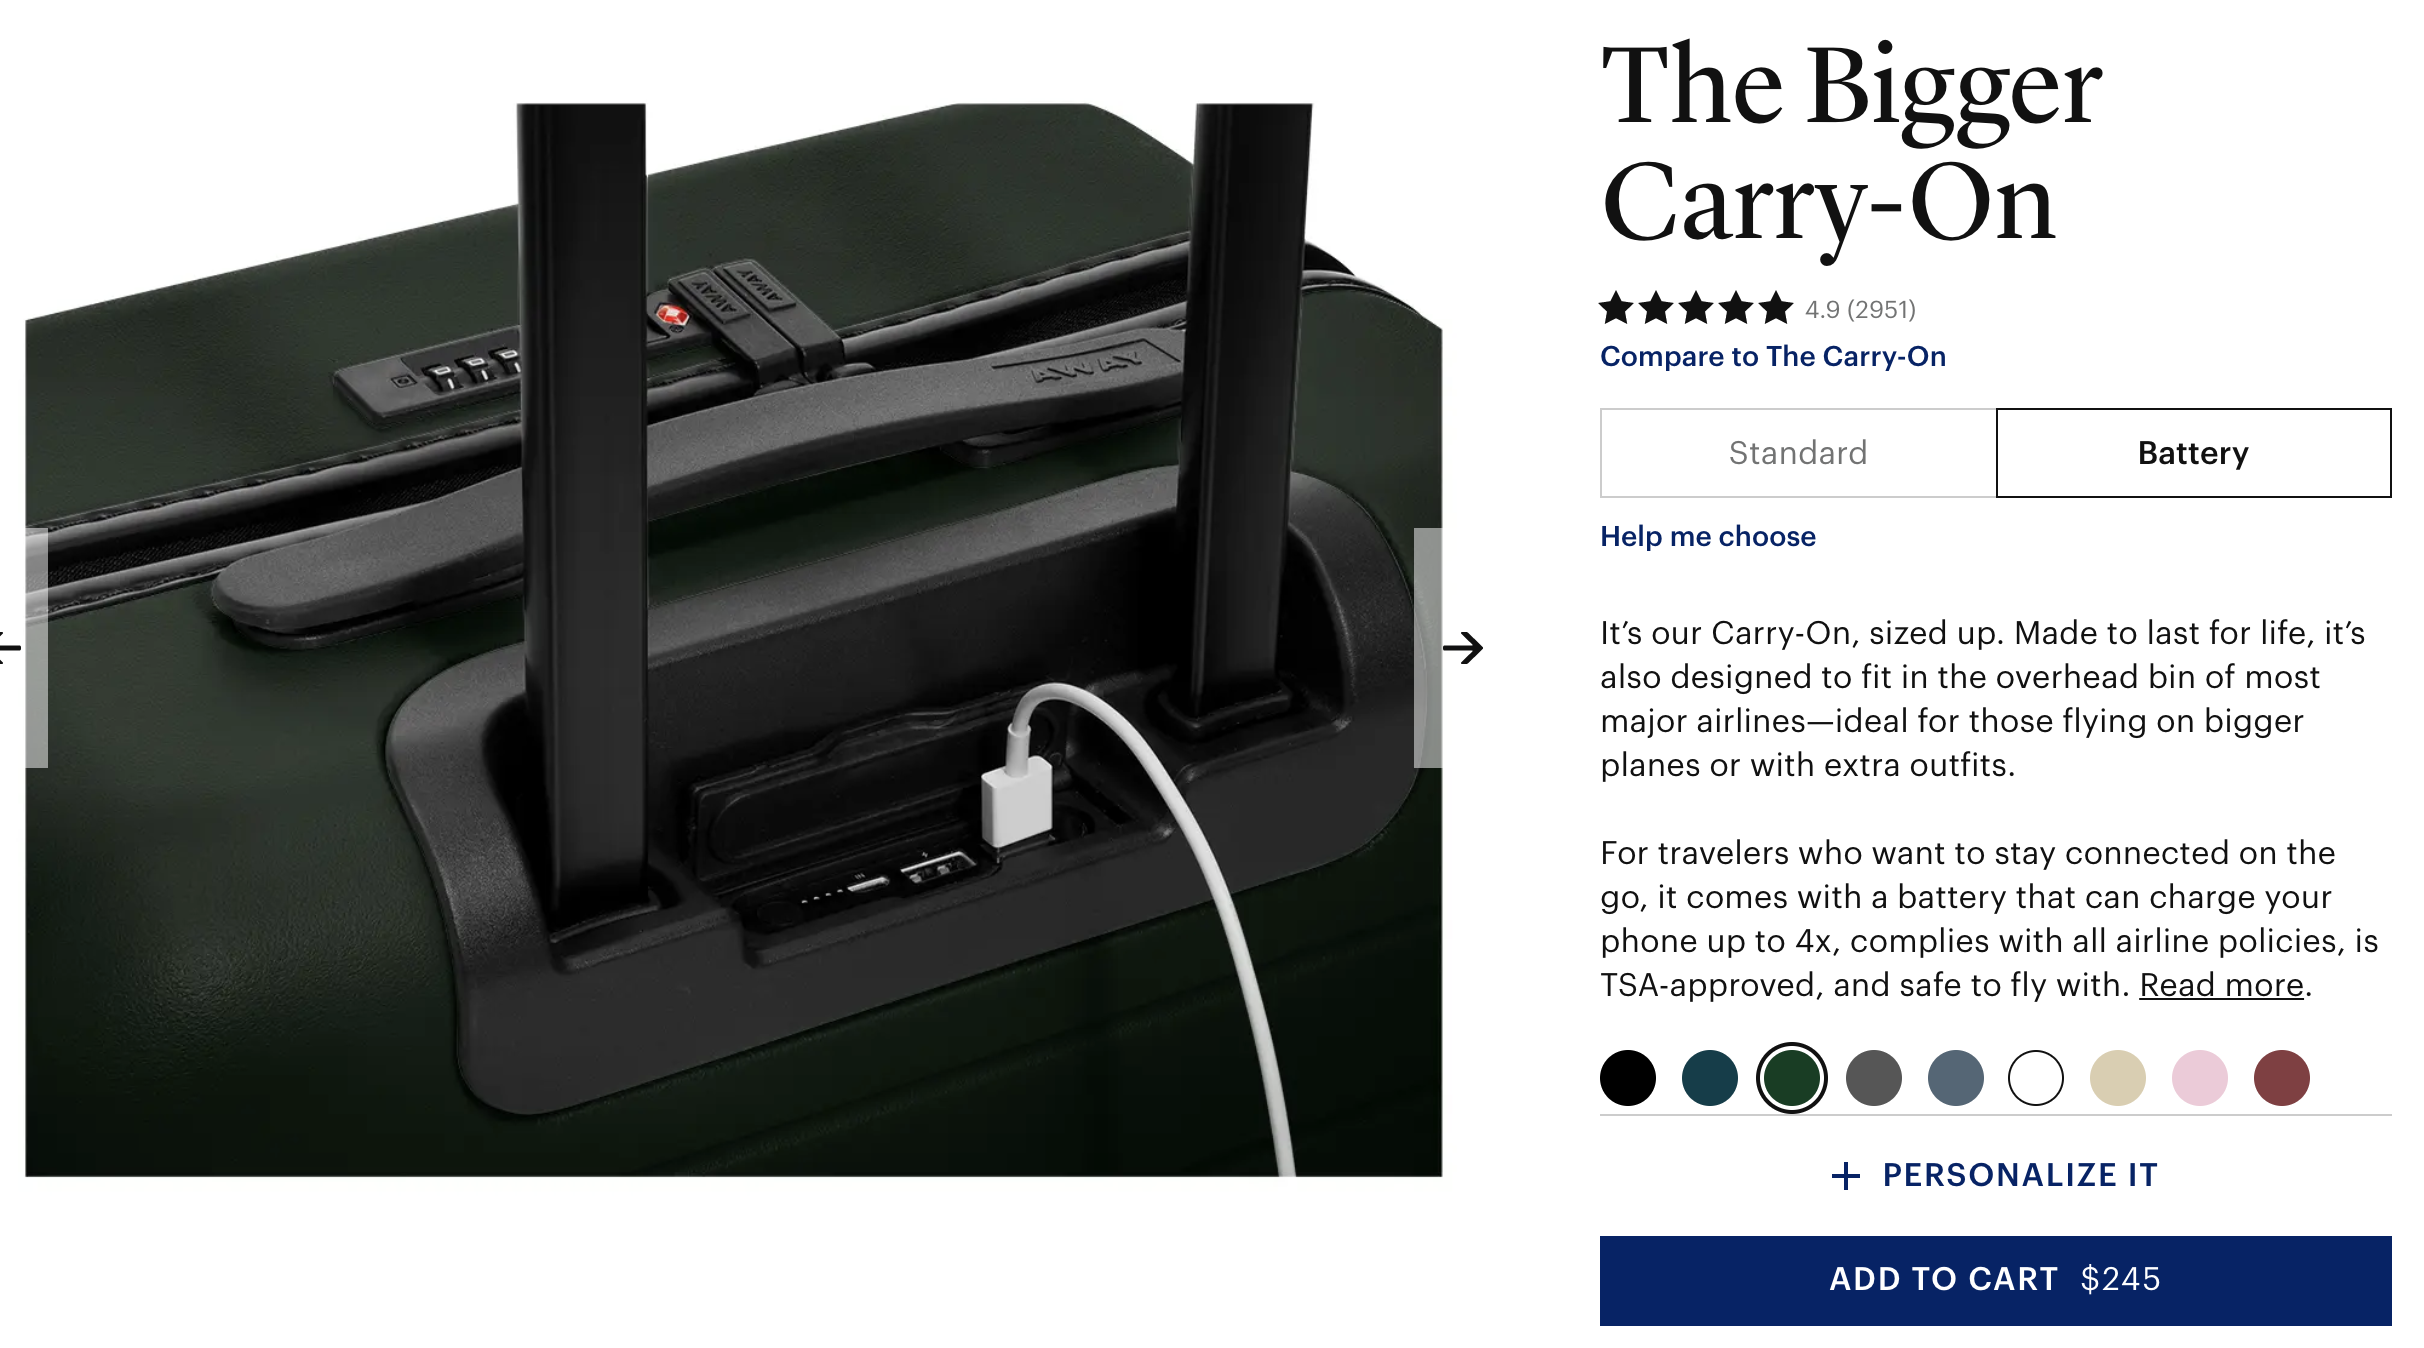 AWAY
AWAY
AWAY
The Bigger
Carry-On
4.9 (2951)
Compare to The Carry-On
Standard
Battery
Help me choose
It’s our Carry-On, sized up. Made to last for life, it’s
also designed to fit in the overhead bin of most
major airlines—ideal for those flying on bigger
planes or with extra outfits.
For travelers who want to stay connected on the
go, it comes with a battery that can charge your
phone up to 4x, complies with all airline policies, is
TSA-approved, and safe to fly with. Read more.
+ PERSONALIZE IT
ADD TO CART $245